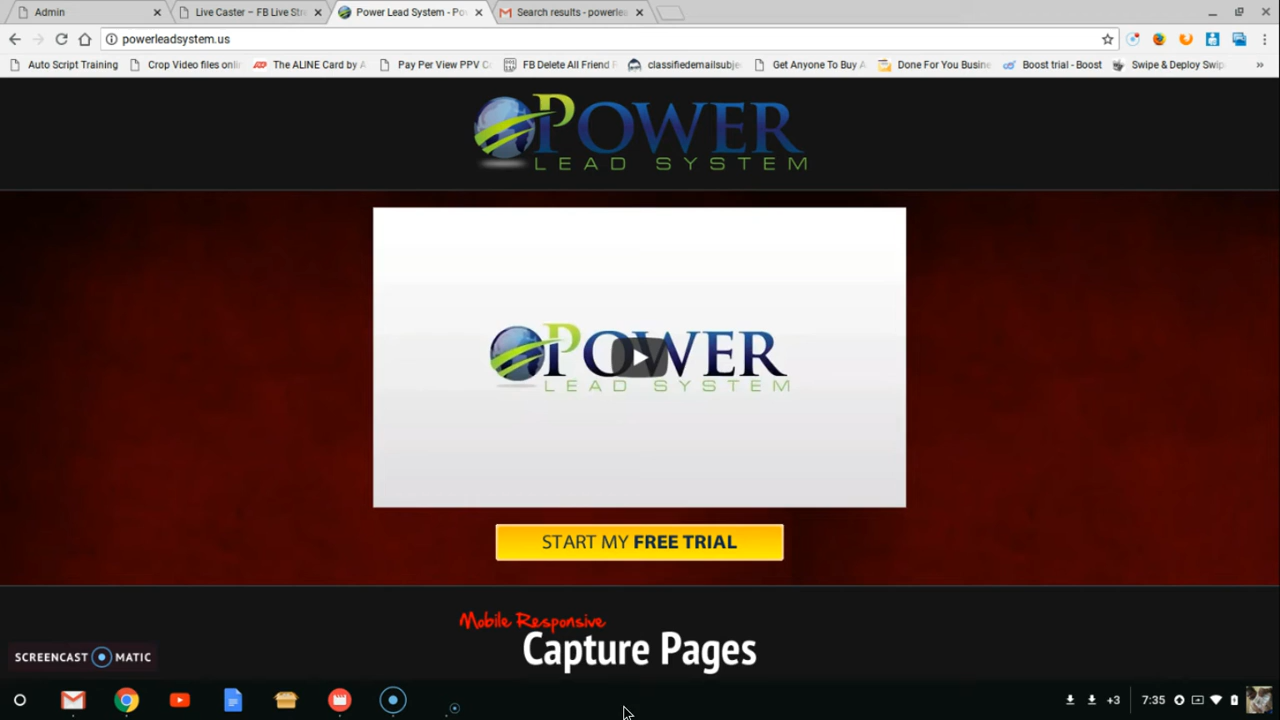 Admin
Live Caster – FB Live Stre
Power Lead System - Po
Search results - powerle
powerleadsystem.us
Auto Script Training
Crop Video files onli
The ALINE Card by A
Pay Per View PPV C
FB Delete All Friend R
classifiedemailsubje
Get Anyone To Buy A
Done For You Busine
Boost trial - Boost
Swipe & Deploy Swip
POWER
LEAD SYSTEM
POWER
LEAD SYSTEM
START MY FREE TRIAL
Mobile Responsive
Capture Pages
SCREENCAST MATIC
+3
7:35